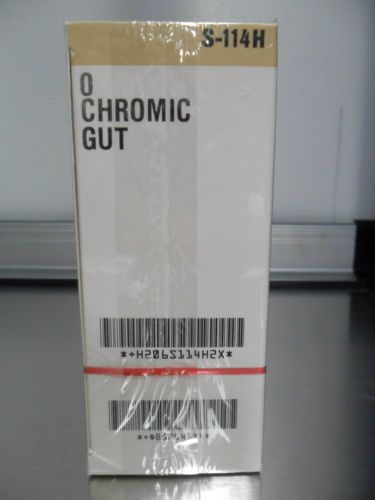 S-114H
0
CHROMIC
GUT
*+H206S114H2X*